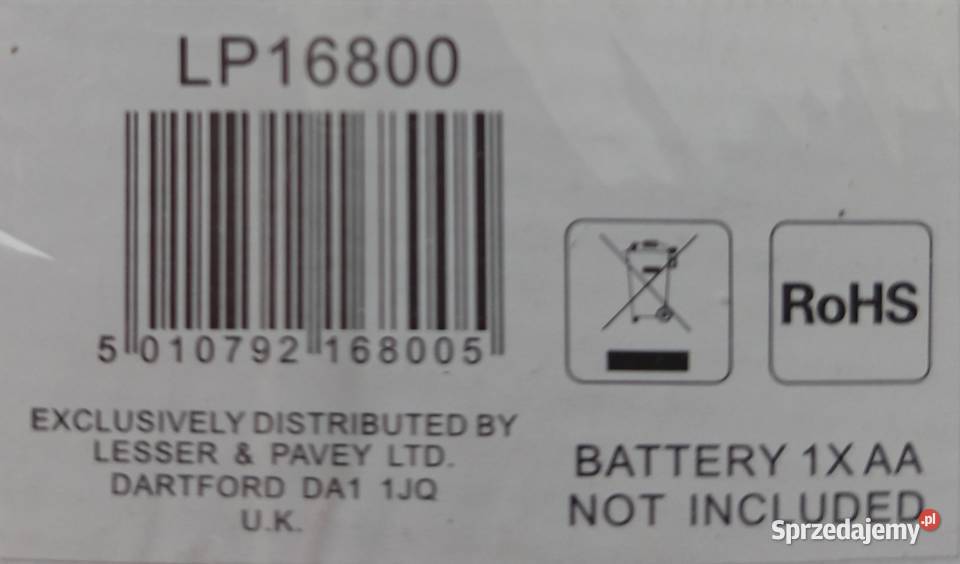 LP16800
5 010792 168005
EXCLUSIVELY DISTRIBUTED BY
LESSER & PAVEY LTD.
DARTFORD DA1 1JQ
U.K.
RoHS
BATTERY 1X AA
NOT INCLUDED
Sprzedajemy.pl